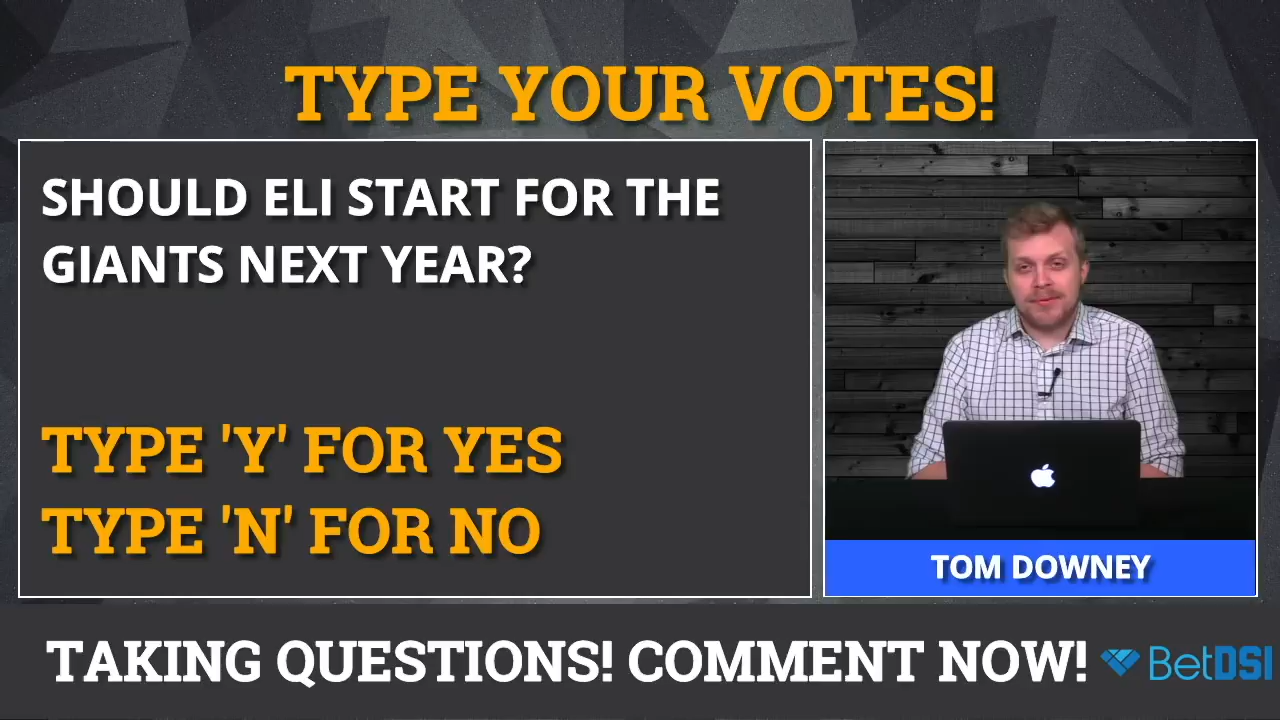 TYPE YOUR VOTES!
SHOULD ELI START FOR THE
GIANTS NEXT YEAR?
TYPE 'Y' FOR YES
TYPE 'N' FOR NO
TOM DOWNEY
TAKING QUESTIONS! COMMENT NOW! BetDSI